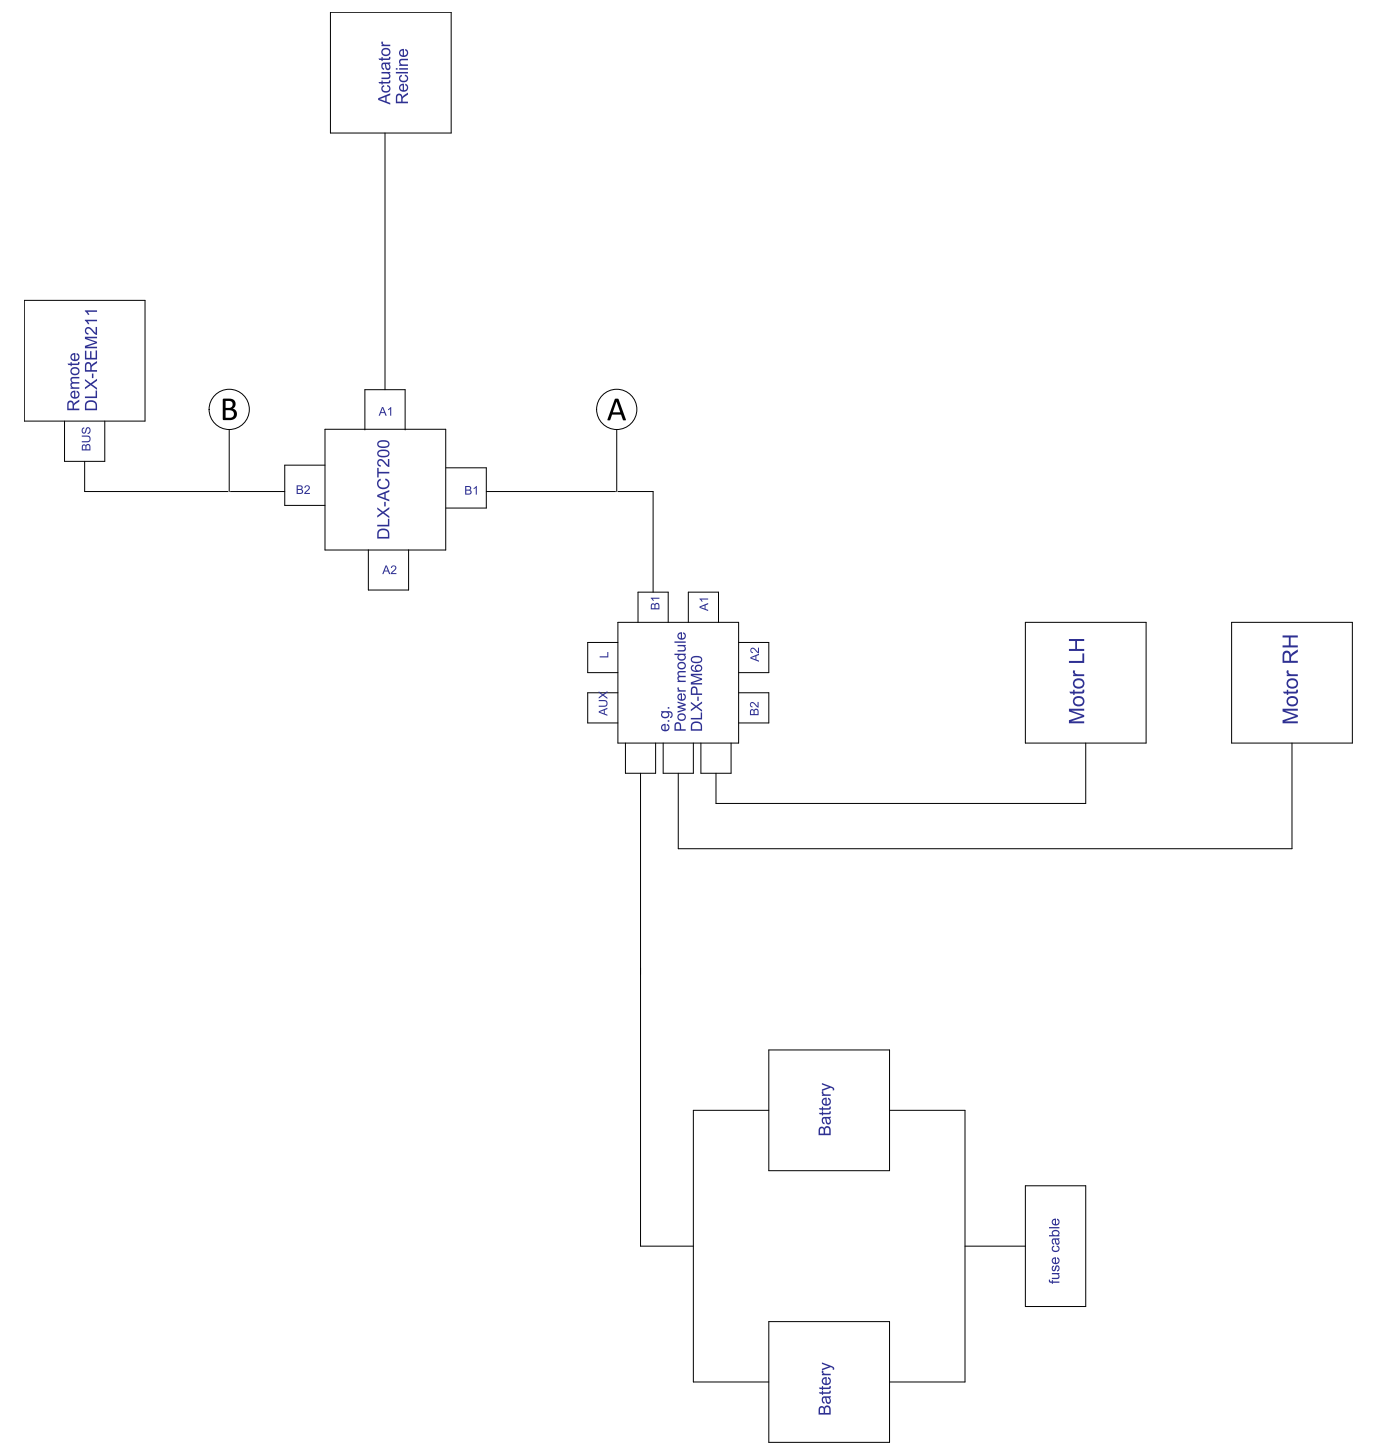 Actuator
Recline
Remote
DLX-REM211
BUS
B
A
A1
B2
DLX-ACT200
B1
A2
B1
A1
L
AUX
e.g.
Power module
DLX-PM60
A2
B2
Motor LH
Motor RH
Battery
fuse cable
Battery